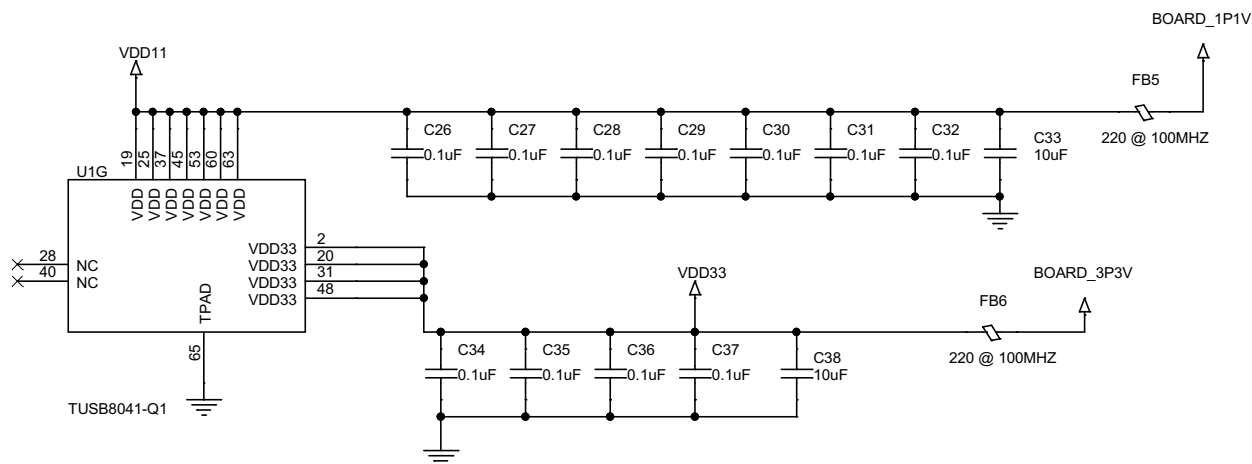 BOARD_1P1V
VDD11
FB5
C26 C27 C28 C29 C30 C31 C32 C33
0.1uF 0.1uF 0.1uF 0.1uF 0.1uF 0.1uF 0.1uF 10uF
220 @ 100MHZ
19 25 37 45 53 60 63
U1G
VDD VDD VDD VDD VDD VDD VDD
28 NC
40 NC
VDD33 2
VDD33 20
VDD33 31
VDD33 48
TPAD
65
TUSB8041-Q1
VDD33
BOARD_3P3V
FB6
C34 C35 C36 C37 C38
0.1uF 0.1uF 0.1uF 0.1uF 10uF
220 @ 100MHZ